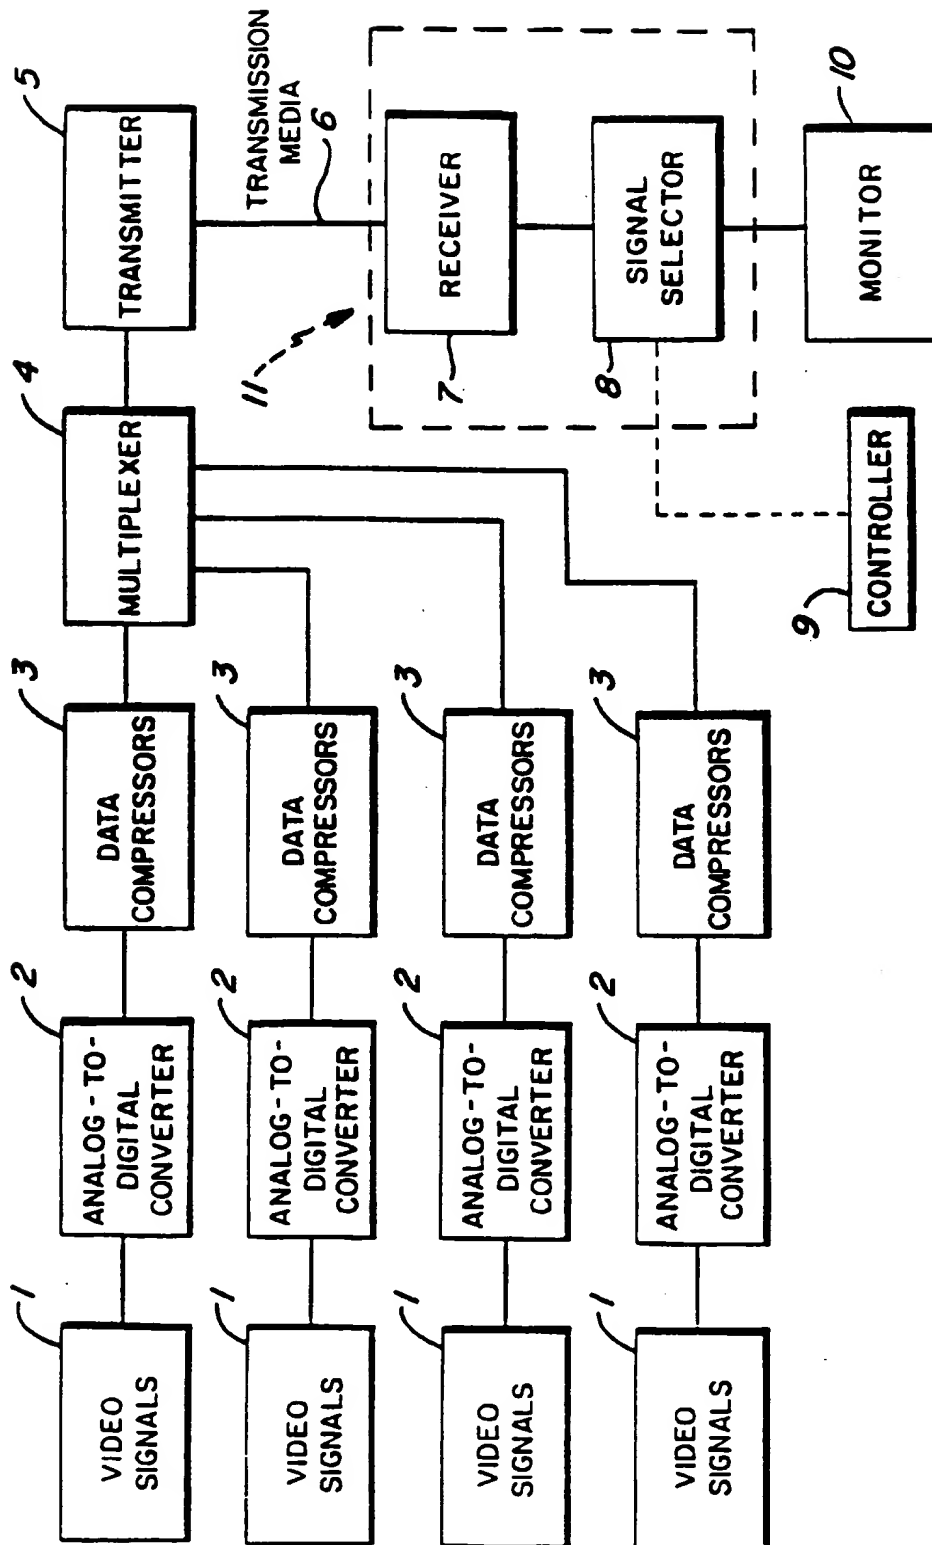 1
VIDEO
SIGNALS
2
ANALOG-TO-
DIGITAL
CONVERTER
3
DATA
COMPRESSORS
4
MULTIPLEXER
5
TRANSMITTER
1
VIDEO
SIGNALS
2
ANALOG-TO-
DIGITAL
CONVERTER
3
DATA
COMPRESSORS
1
VIDEO
SIGNALS
2
ANALOG-TO-
DIGITAL
CONVERTER
3
DATA
COMPRESSORS
1
VIDEO
SIGNALS
2
ANALOG-TO-
DIGITAL
CONVERTER
3
DATA
COMPRESSORS
TRANSMISSION
MEDIA
6
11
7
RECEIVER
8
SIGNAL
SELECTOR
9
CONTROLLER
10
MONITOR